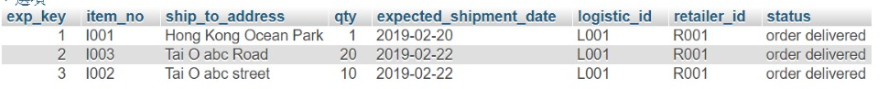 exp_key item_no ship_to_address qty expected_shipment_date logistic_id retailer_id status
1 I001 Hong Kong Ocean Park 1 2019-02-20 L001 R001 order delivered
2 I003 Tai O abc Road 20 2019-02-22 L001 R001 order delivered
3 I002 Tai O abc street 10 2019-02-22 L001 R001 order delivered